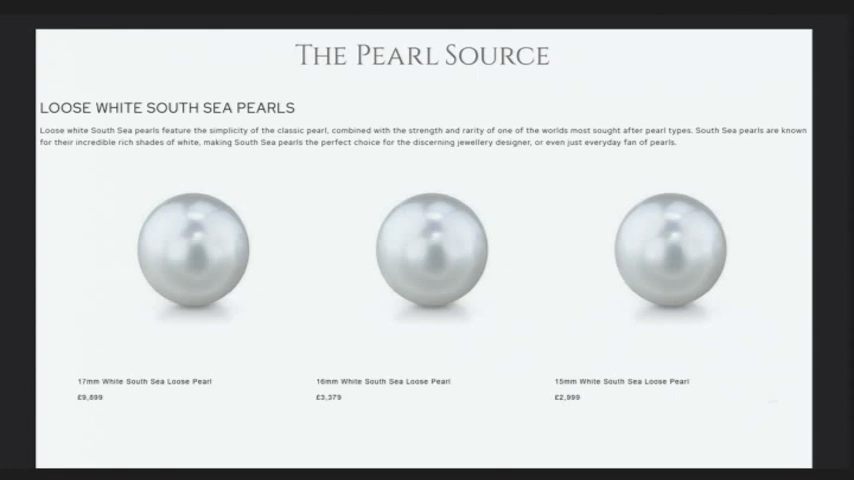 THE PEARL SOURCE
LOOSE WHITE SOUTH SEA PEARLS
Loose white South Sea pearls feature the simplicity of the classic pearl, combined with the strength and rarity of one of the worlds most sought after pearl types. South Sea pearls are known
for their incredible rich shades of white, making South Sea pearls the perfect choice for the discerning jewellery designer, or even just everyday fan of pearls.
17mm White South Sea Loose Pearl
16mm White South Sea Loose Pearl
15mm White South Sea Loose Pearl
£9,899
£3,379
£2,999